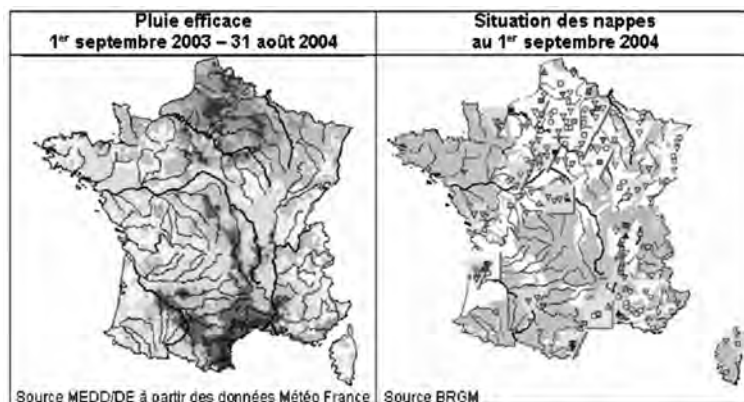 Pluie efficace
1er septembre 2003 – 31 août 2004
Situation des nappes
au 1er septembre 2004
Source MEDD/DE à partir des données Météo France
Source BRGM